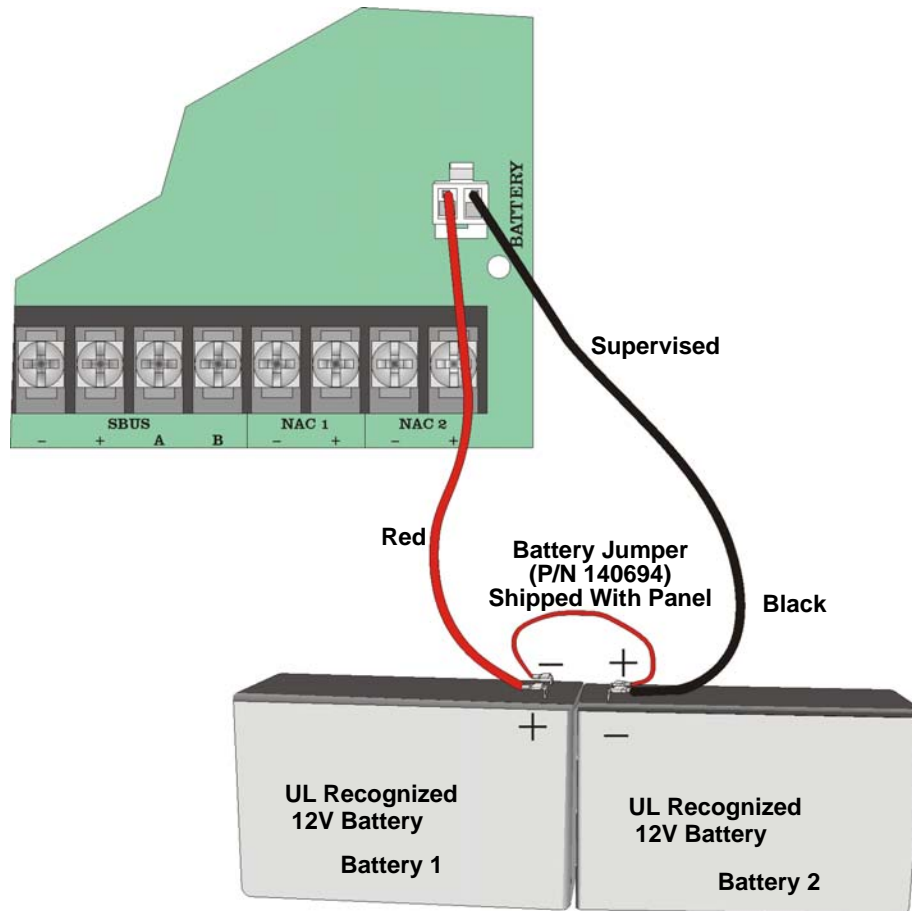 BATTERY
Supervised
SBUS NAC 1 NAC 2
- + A B - + - +
Red
Battery Jumper
(P/N 140694)
Shipped With Panel
Black
- +
+ -
UL Recognized
12V Battery
Battery 1
UL Recognized
12V Battery
Battery 2